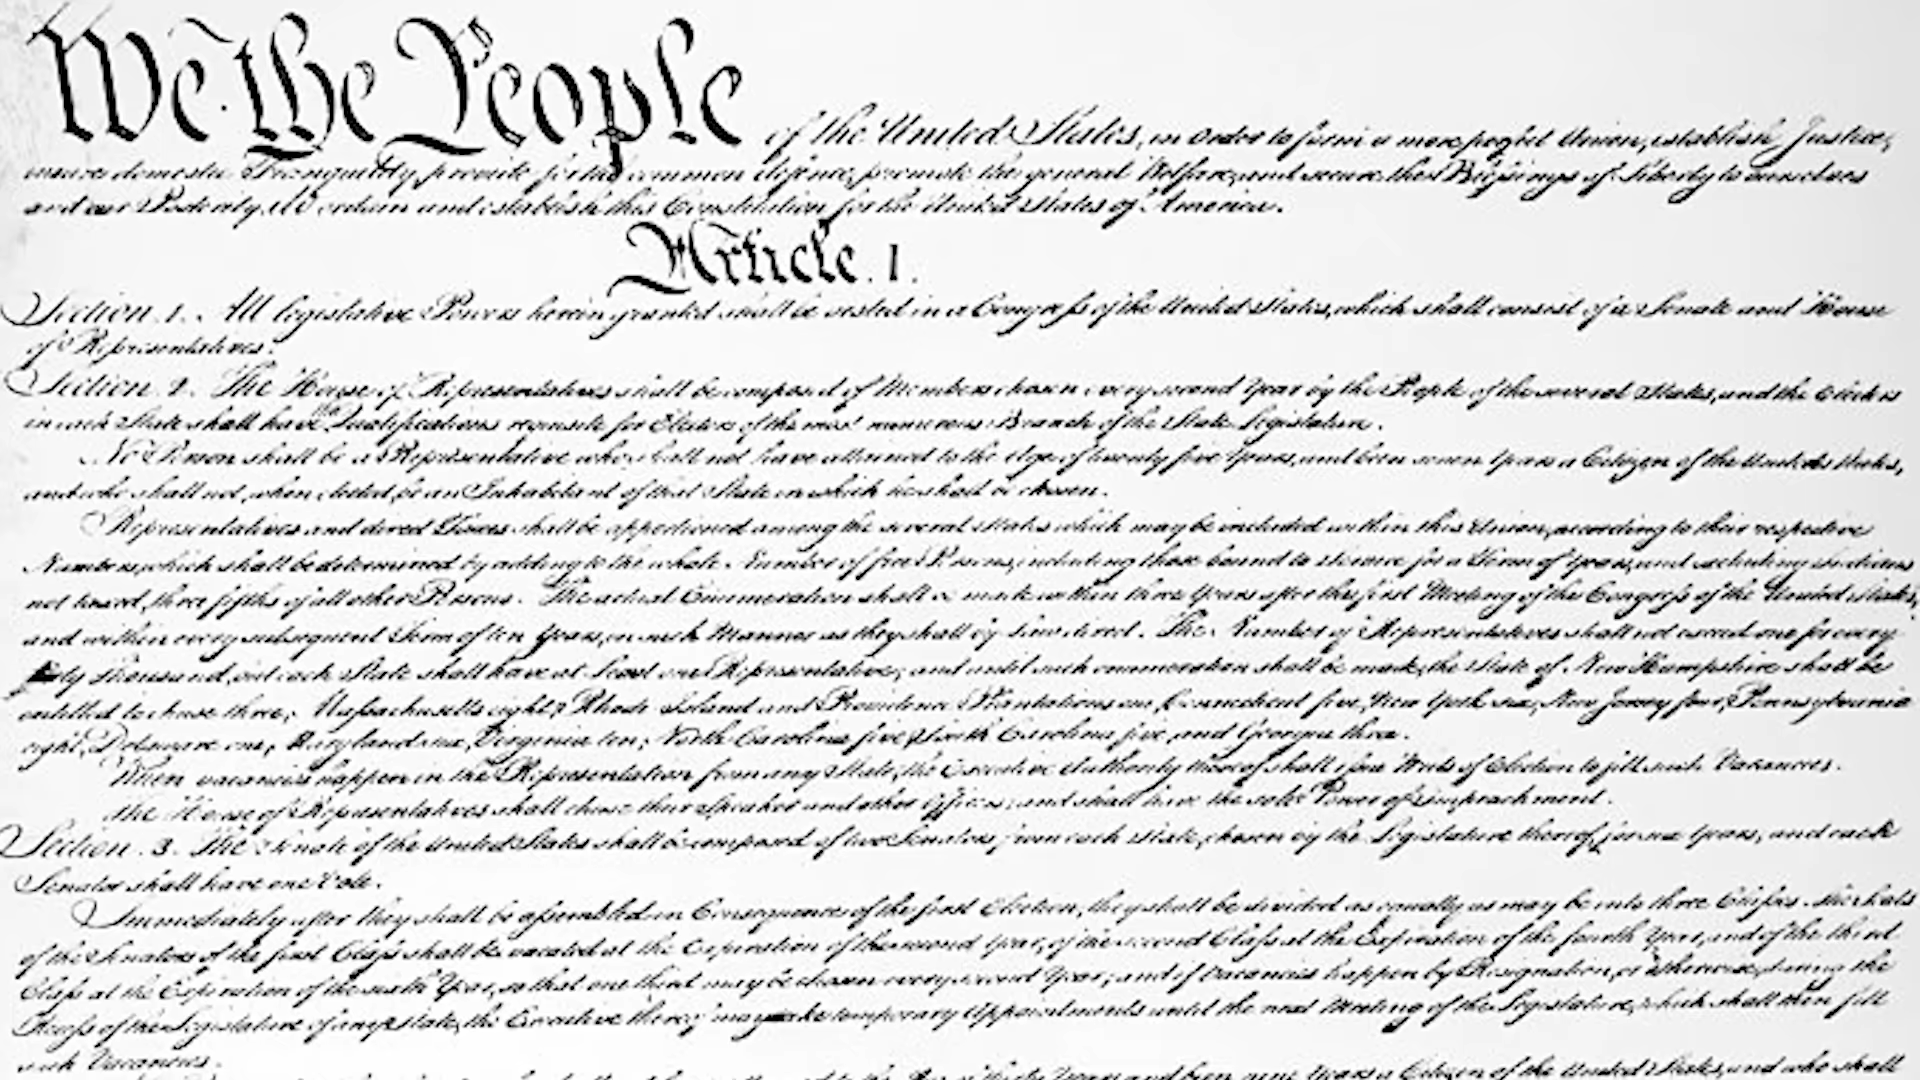 We the People of the United States, in Order to form a more perfect Union, establish Justice,
insure domestic Tranquility, provide for the common defence, promote the general Welfare, and secure the Blessings of Liberty to ourselves
and our Posterity, do ordain and establish this Constitution for the United States of America.
Article. I.
Section. 1. All legislative Powers herein granted shall be vested in a Congress of the United States, which shall consist of a Senate and House
of Representatives.
Section. 2. The House of Representatives shall be composed of Members chosen every second Year by the People of the several States, and the Electors
in each State shall have the Qualifications requisite for Electors of the most numerous Branch of the State Legislature.
No Person shall be a Representative who shall not have attained to the Age of twenty five Years, and been seven Years a Citizen of the United States,
and who shall not, when elected, be an Inhabitant of that State in which he shall be chosen.
Representatives and direct Taxes shall be apportioned among the several States which may be included within this Union, according to their respective
Numbers, which shall be determined by adding to the whole Number of free Persons, including those bound to Service for a Term of Years, and excluding Indians
not taxed, three fifths of all other Persons. The actual Enumeration shall be made within three Years after the first Meeting of the Congress of the United States,
and within every subsequent Term of ten Years, in such Manner as they shall by Law direct. The Number of Representatives shall not exceed one for every
thirty Thousand, but each State shall have at Least one Representative; and until such enumeration shall be made, the State of New Hampshire shall be
entitled to chuse three, Massachusetts eight, Rhode Island and Providence Plantations one, Connecticut five, New York six, New Jersey four, Pennsylvania
eight, Delaware one, Maryland six, Virginia ten, North Carolina five, South Carolina five, and Georgia three.
When vacancies happen in the Representation from any State, the Executive Authority thereof shall issue Writs of Election to fill such Vacancies.
The House of Representatives shall chuse their Speaker and other Officers; and shall have the sole Power of Impeachment.
Section. 3. The Senate of the United States shall be composed of two Senators from each State, chosen by the Legislature thereof, for six Years; and each
Senator shall have one Vote.
Immediately after they shall be assembled in Consequence of the first Election, they shall be divided as equally as may be into three Classes. The Seats
of the Senators of the first Class shall be vacated at the Expiration of the second Year, of the second Class at the Expiration of the fourth Year, and of the third
Class at the Expiration of the sixth Year, so that one third may be chosen every second Year; and if Vacancies happen by Resignation, or otherwise, during the
Recess of the Legislature of any State, the Executive thereof may make temporary Appointments until the next Meeting of the Legislature, which shall then fill
such Vacancies.
Years and been nine Years a Citizen of the United States, and who shall